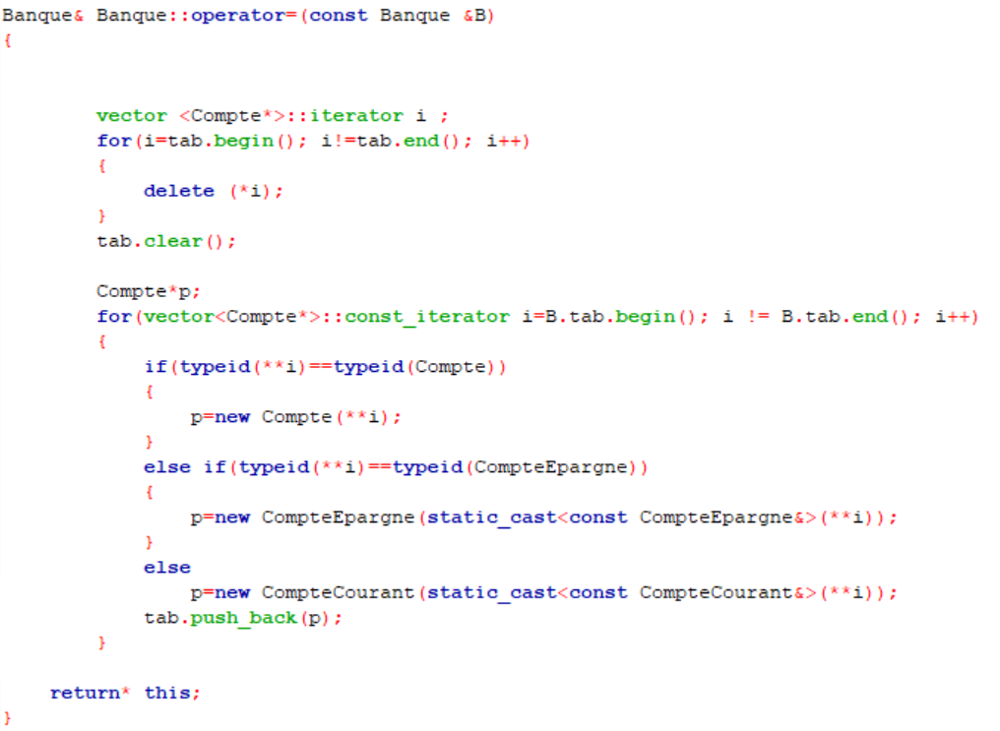 Banque& Banque::operator=(const Banque &B)
{
vector <Compte*>::iterator i ;
for(i=tab.begin(); i!=tab.end(); i++)
{
delete (*i);
}
tab.clear();
Compte*p;
for(vector<Compte*>::const_iterator i=B.tab.begin(); i != B.tab.end(); i++)
{
if(typeid(**i)==typeid(Compte))
{
p=new Compte(**i);
}
else if(typeid(**i)==typeid(CompteEpargne))
{
p=new CompteEpargne(static_cast<const CompteEpargne&>(**i));
}
else
p=new CompteCourant(static_cast<const CompteCourant&>(**i));
tab.push_back(p);
}
return* this;
}